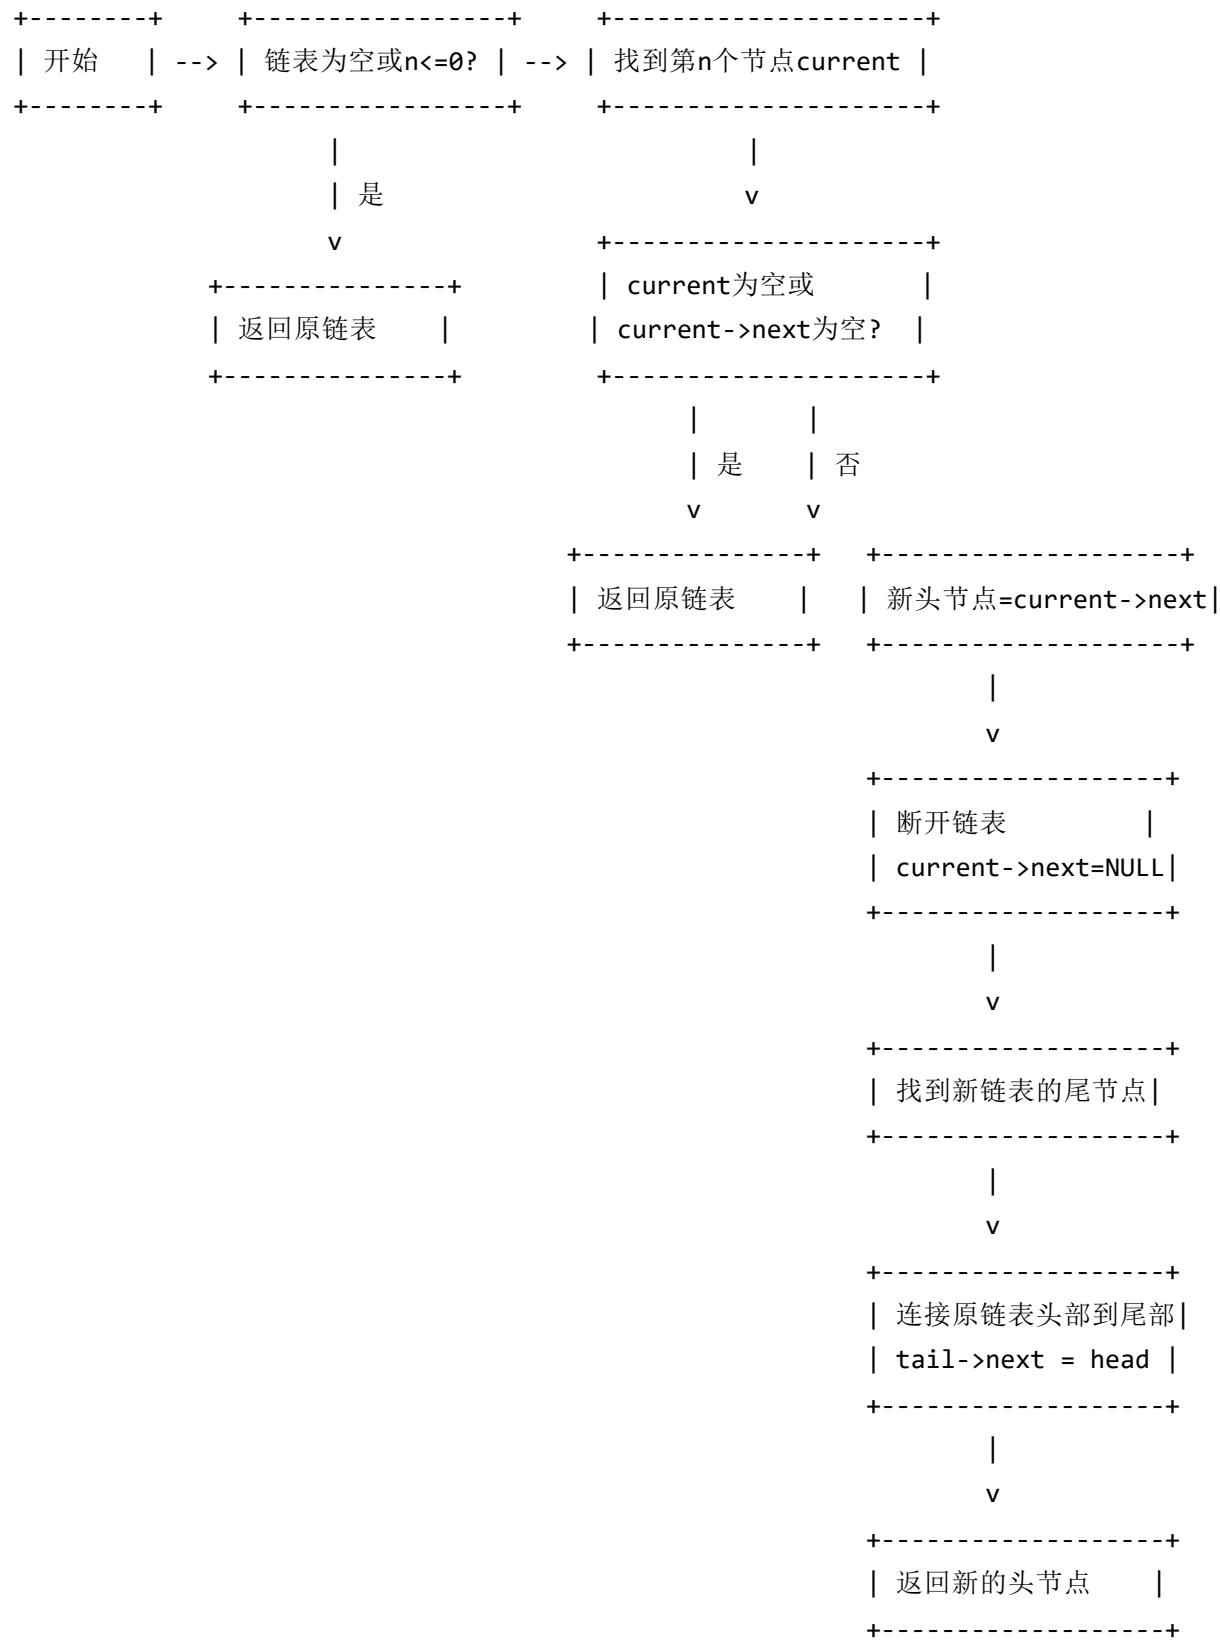 +--------+     +-----------------+     +---------------------+
| 开始   | --> | 链表为空或n<=0? | --> | 找到第n个节点current |
+--------+     +-----------------+     +---------------------+
                     |                           |
                     | 是                        v
                     v                 +---------------------+
             +---------------+         | current为空或       |
             | 返回原链表    |         | current->next为空?  |
             +---------------+         +---------------------+
                                             |       |
                                             | 是    | 否
                                             v       v
                                     +---------------+   +--------------------+
                                     | 返回原链表    |   | 新头节点=current->next|
                                     +---------------+   +--------------------+
                                                                 |
                                                                 v
                                                         +-------------------+
                                                         | 断开链表         |
                                                         | current->next=NULL|
                                                         +-------------------+
                                                                 |
                                                                 v
                                                         +-------------------+
                                                         | 找到新链表的尾节点|
                                                         +-------------------+
                                                                 |
                                                                 v
                                                         +-------------------+
                                                         | 连接原链表头部到尾部|
                                                         | tail->next = head |
                                                         +-------------------+
                                                                 |
                                                                 v
                                                         +-------------------+
                                                         | 返回新的头节点    |
                                                         +-------------------+